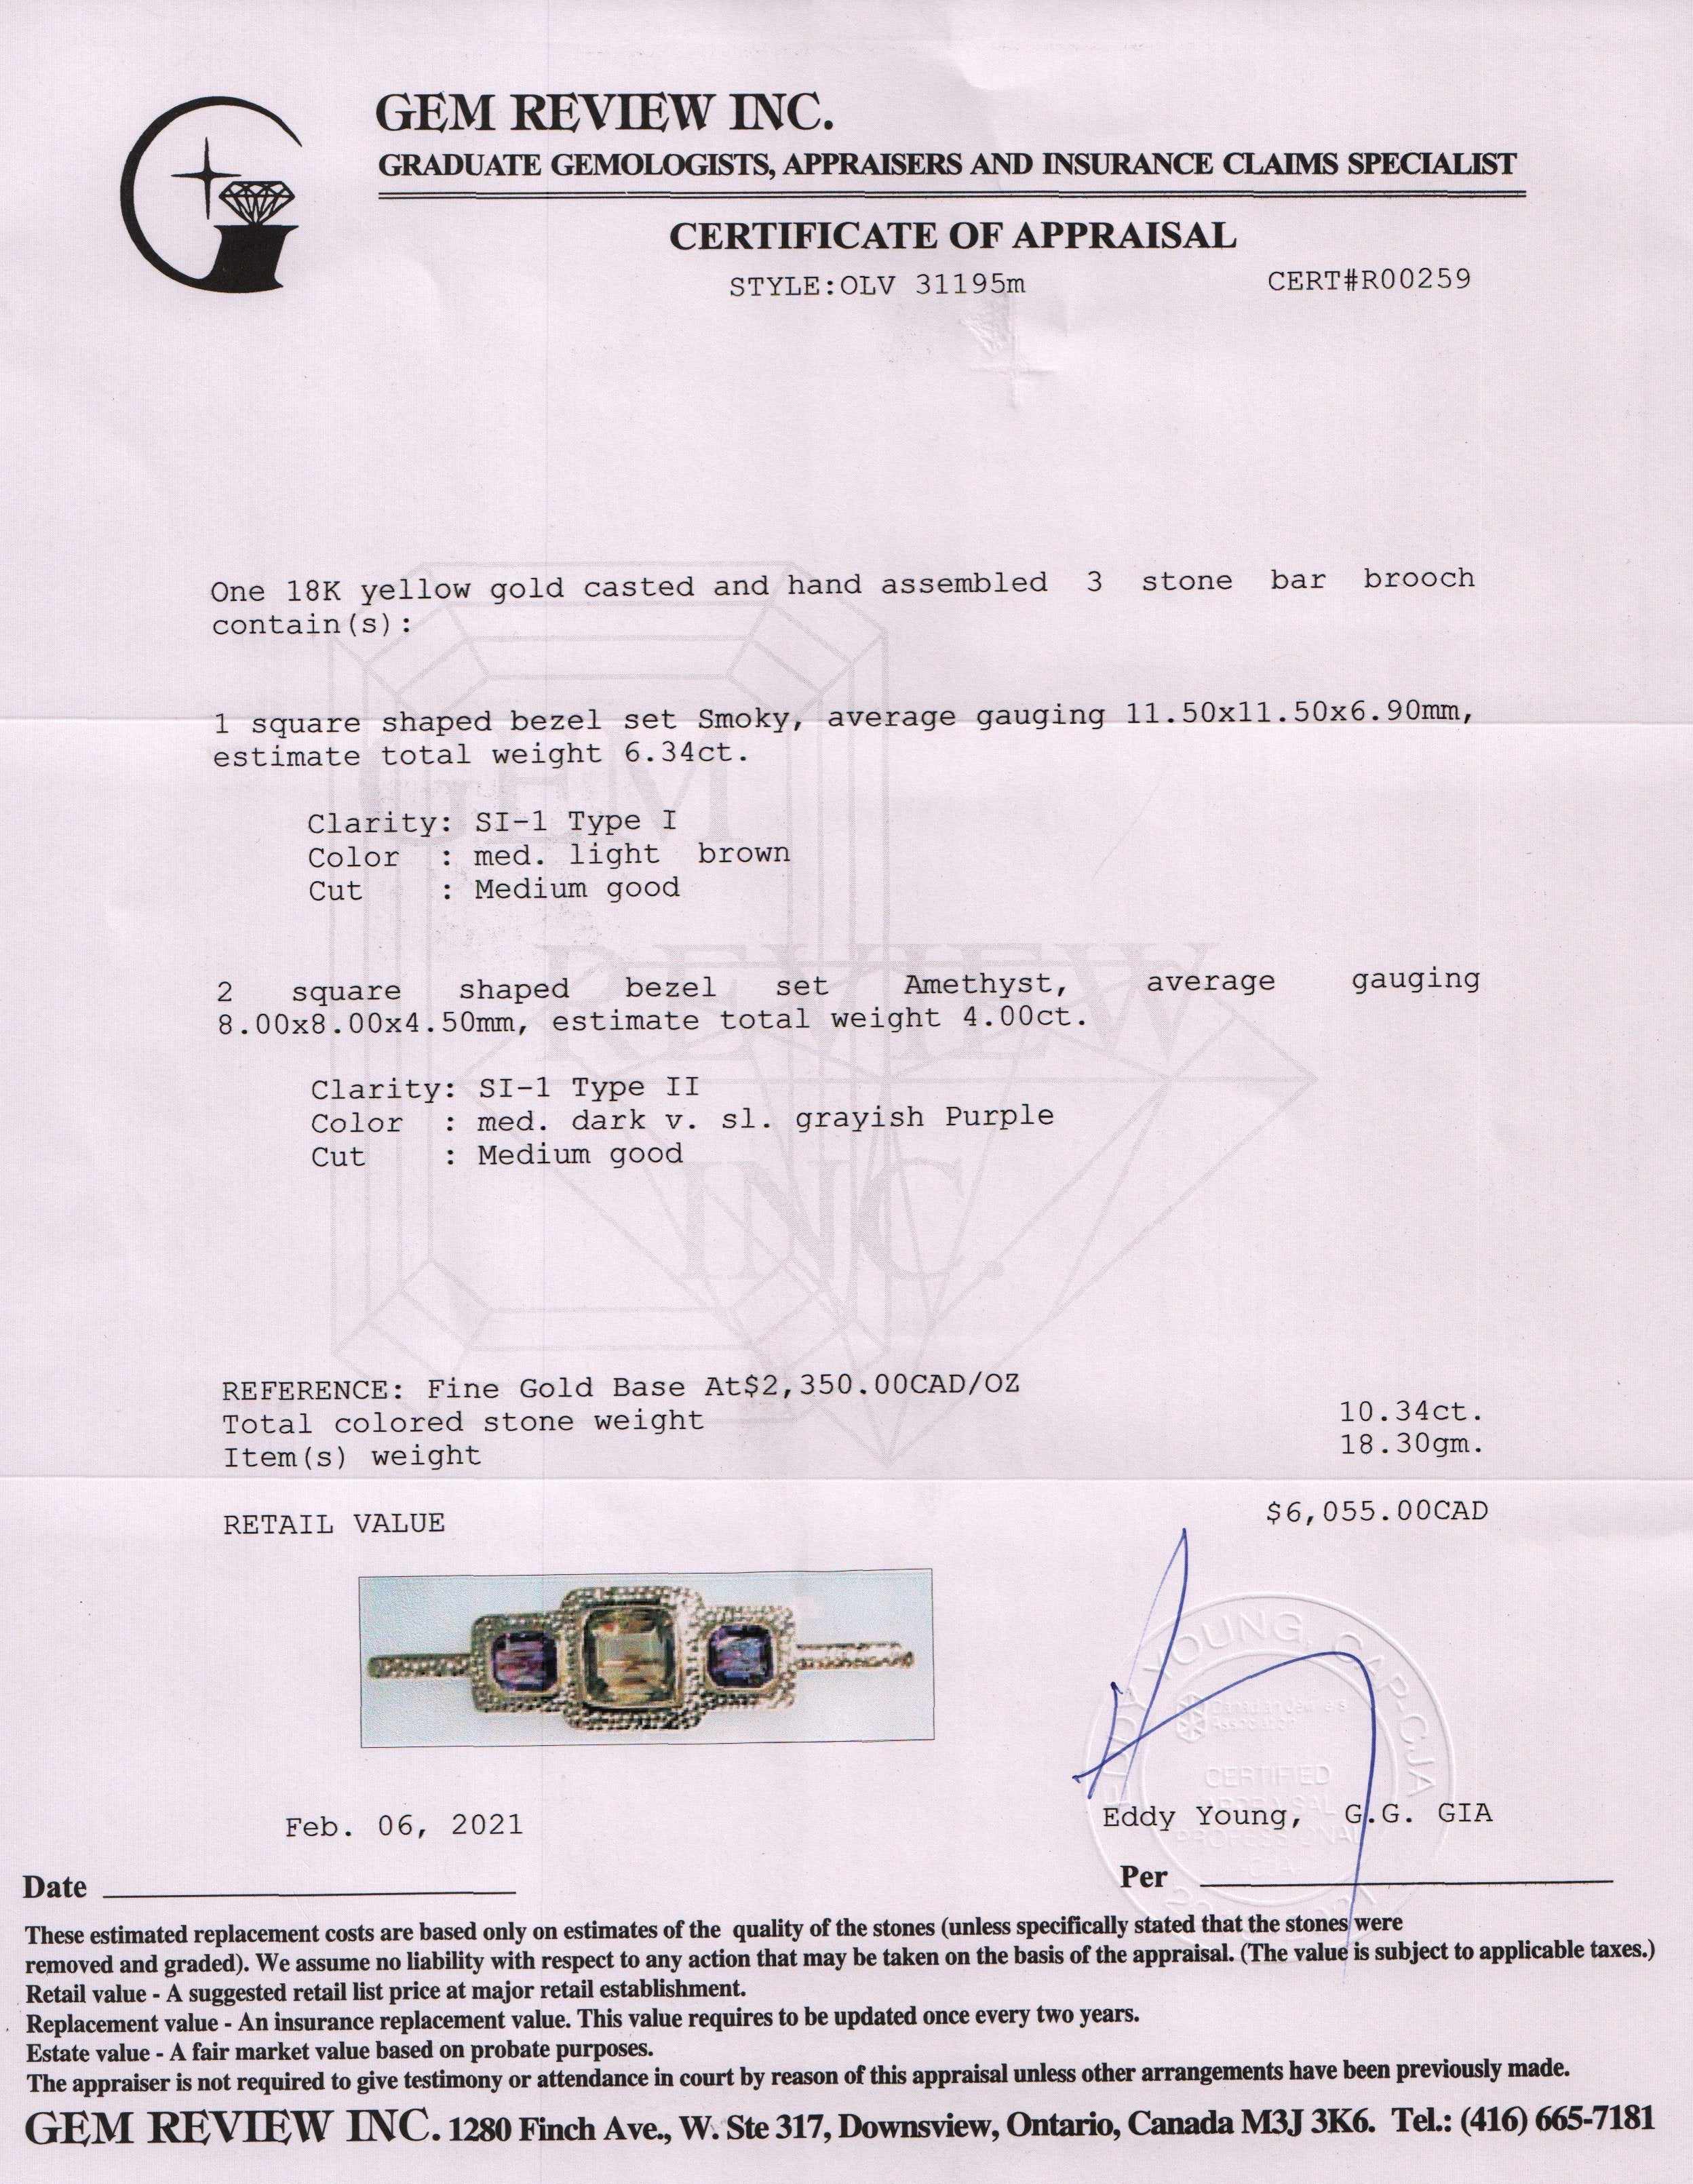 GEM REVIEW INC.
GRADUATE GEMOLOGISTS, APPRAISERS AND INSURANCE CLAIMS SPECIALIST
CERTIFICATE OF APPRAISAL
STYLE:OLV 31195m CERT#R00259
One 18K yellow gold casted and hand assembled 3 stone bar brooch
contain(s):
1 square shaped bezel set Smoky, average gauging 11.50x11.50x6.90mm,
estimate total weight 6.34ct.
GEM
Clarity: SI-1 Type I
Color : med. light brown
Cut : Medium good
REVIEW
2 square shaped bezel set Amethyst, average gauging
8.00x8.00x4.50mm, estimate total weight 4.00ct.
Clarity: SI-1 Type II
Color : med. dark v. sl. grayish Purple
Cut : Medium good
INC.
REFERENCE: Fine Gold Base At$2,350.00CAD/OZ
Total colored stone weight 10.34ct.
Item(s) weight 18.30gm.
RETAIL VALUE $6,055.00CAD
EDDY YOUNG, CAP-CJA
Canadian Jewellers
Association
CERTIFIED
APPRAISAL
PROFESSIONAL
Feb. 06, 2021
Eddy Young, G.G. GIA
Date
Per
These estimated replacement costs are based only on estimates of the quality of the stones (unless specifically stated that the stones were
removed and graded). We assume no liability with respect to any action that may be taken on the basis of the appraisal. (The value is subject to applicable taxes.)
Retail value - A suggested retail list price at major retail establishment.
Replacement value - An insurance replacement value. This value requires to be updated once every two years.
Estate value - A fair market value based on probate purposes.
The appraiser is not required to give testimony or attendance in court by reason of this appraisal unless other arrangements have been previously made.
GEM REVIEW INC. 1280 Finch Ave., W. Ste 317, Downsview, Ontario, Canada M3J 3K6. Tel.: (416) 665-7181